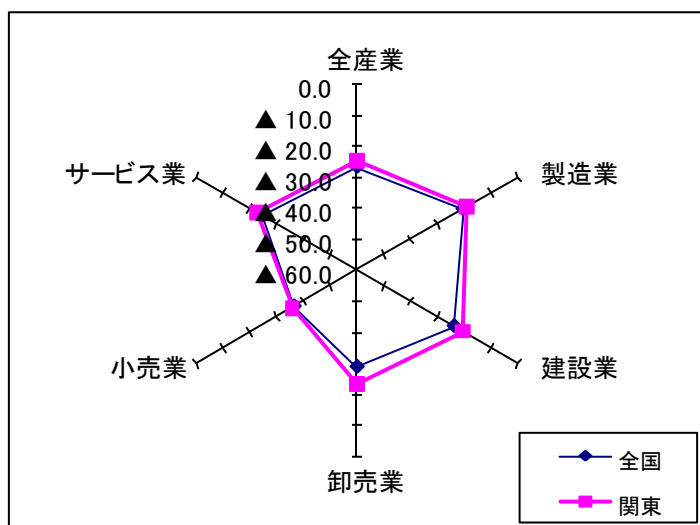 全産業
0.0
▲ 10.0
▲ 20.0
▲ 30.0
▲ 40.0
▲ 50.0
▲ 60.0
サービス業
製造業
小売業
建設業
卸売業
全国
関東